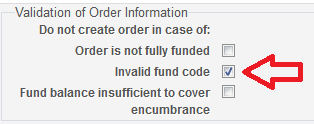 Validation of Order Information
Do not create order in case of:
Order is not fully funded
Invalid fund code
Fund balance insufficient to cover
encumbrance